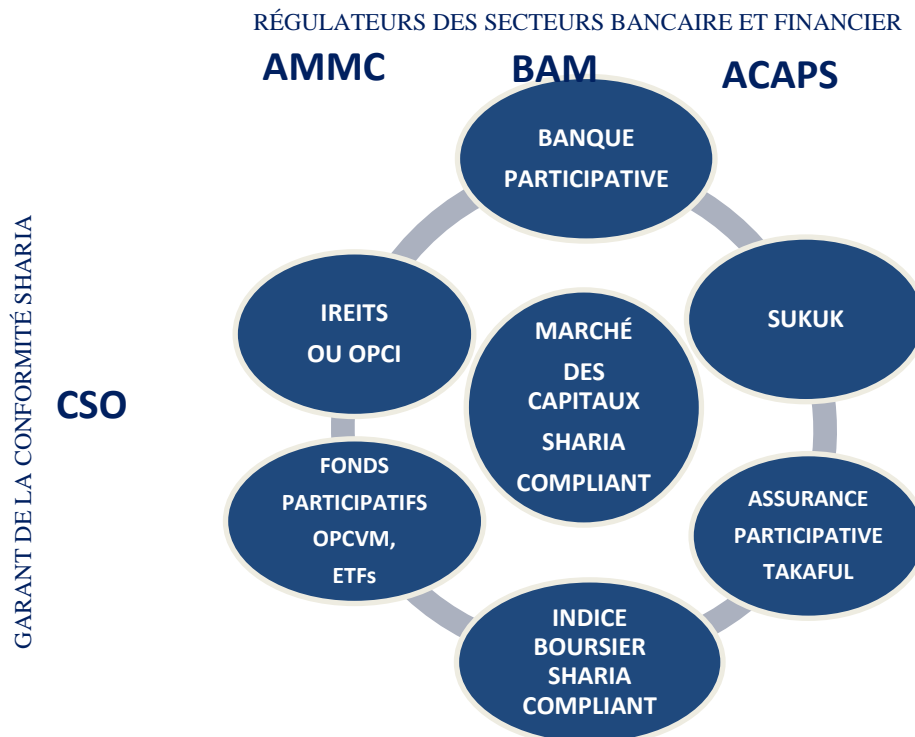 RÉGULATEURS DES SECTEURS BANCAIRE ET FINANCIER
AMMC
BAM
ACAPS
BANQUE
PARTICIPATIVE
IREITS
OU OPCI
MARCHÉ
DES
CAPITAUX
SHARIA
COMPLIANT
SUKUK
GARANT DE LA CONFORMITÉ SHARIA
CSO
FONDS
PARTICIPATIFS
OPCVM,
ETFs
ASSURANCE
PARTICIPATIVE
TAKAFUL
INDICE
BOURSIER
SHARIA
COMPLIANT